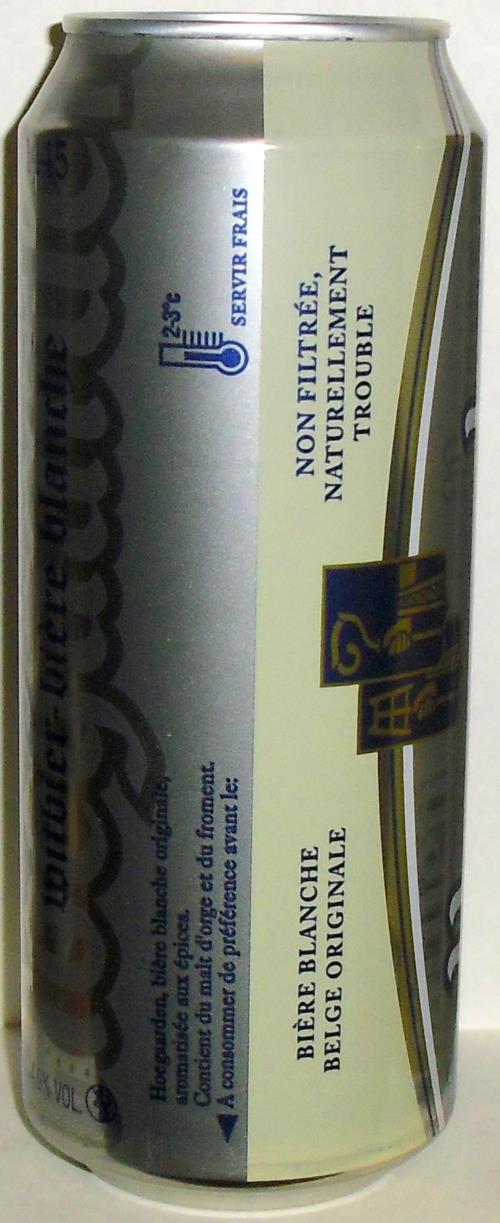 witbier-bière blanche
2-3°c
SERVIR FRAIS
Hoegaarden, bière blanche originale,
aromatisée aux épices.
Contient du malt d'orge et du froment.
A consommer de préférence avant le:
% VOL.
NON FILTRÉE,
NATURELLEMENT
TROUBLE
BIÈRE BLANCHE
BELGE ORIGINALE